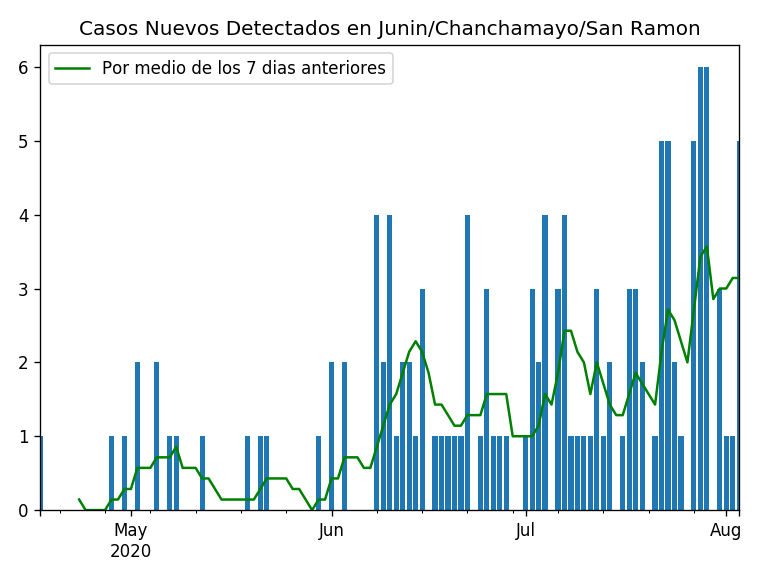 Casos Nuevos Detectados en Junin/Chanchamayo/San Ramon
Por medio de los 7 dias anteriores
6
5
4
3
2
1
0
May
2020
Jun
Jul
Aug